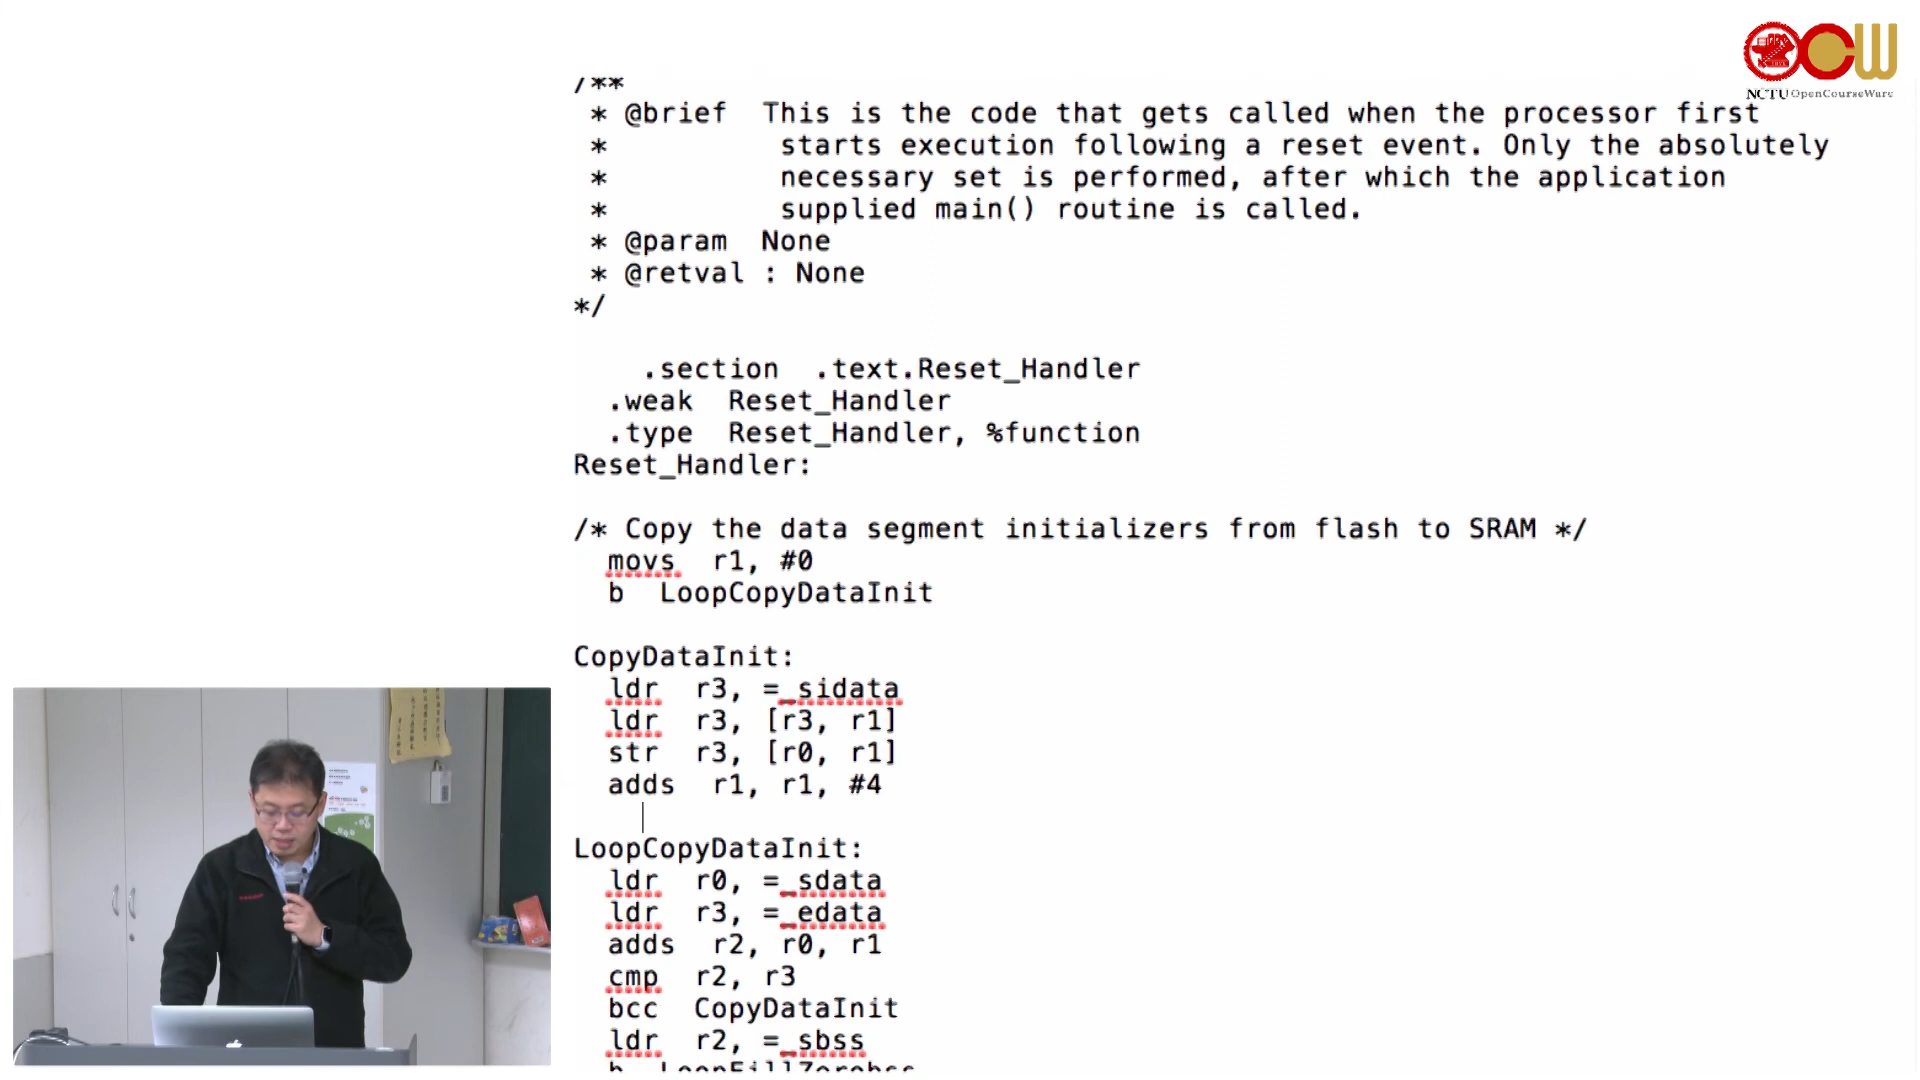 NCTU OpenCourseWare
/**
* @brief This is the code that gets called when the processor first
* starts execution following a reset event. Only the absolutely
* necessary set is performed, after which the application
* supplied main() routine is called.
* @param None
* @retval : None
*/
.section .text.Reset_Handler
.weak Reset_Handler
.type Reset_Handler, %function
Reset_Handler:
/* Copy the data segment initializers from flash to SRAM */
movs r1, #0
b LoopCopyDataInit
CopyDataInit:
ldr r3, =_sidata
ldr r3, [r3, r1]
str r3, [r0, r1]
adds r1, r1, #4
LoopCopyDataInit:
ldr r0, =_sdata
ldr r3, =_edata
adds r2, r0, r1
cmp r2, r3
bcc CopyDataInit
ldr r2, =_sbss
b LoopFillZerobss